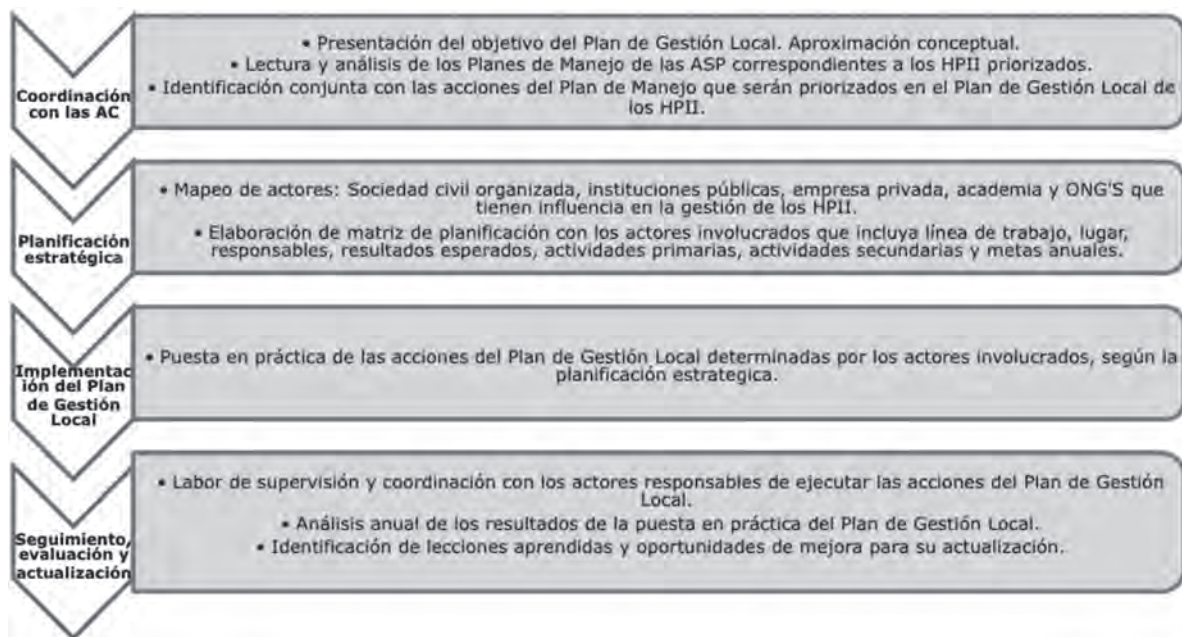 Coordinación
con las AC
• Presentación del objetivo del Plan de Gestión Local. Aproximación conceptual.
• Lectura y análisis de los Planes de Manejo de las ASP correspondientes a los HPII priorizados.
• Identificación conjunta con las acciones del Plan de Manejo que serán priorizados en el Plan de Gestión Local de
los HPII.
Planificación
estratégica
• Mapeo de actores: Sociedad civil organizada, instituciones públicas, empresa privada, academia y ONG'S que
tienen influencia en la gestión de los HPII.
• Elaboración de matriz de planificación con los actores involucrados que incluya línea de trabajo, lugar,
responsables, resultados esperados, actividades primarias, actividades secundarias y metas anuales.
Implementac
ión del Plan
de Gestión
Local
• Puesta en práctica de las acciones del Plan de Gestión Local determinadas por los actores involucrados, según la
planificación estrategica.
Seguimiento,
evaluación y
actualización
• Labor de supervisión y coordinación con los actores responsables de ejecutar las acciones del Plan de Gestión
Local.
• Análisis anual de los resultados de la puesta en práctica del Plan de Gestión Local.
• Identificación de lecciones aprendidas y oportunidades de mejora para su actualización.